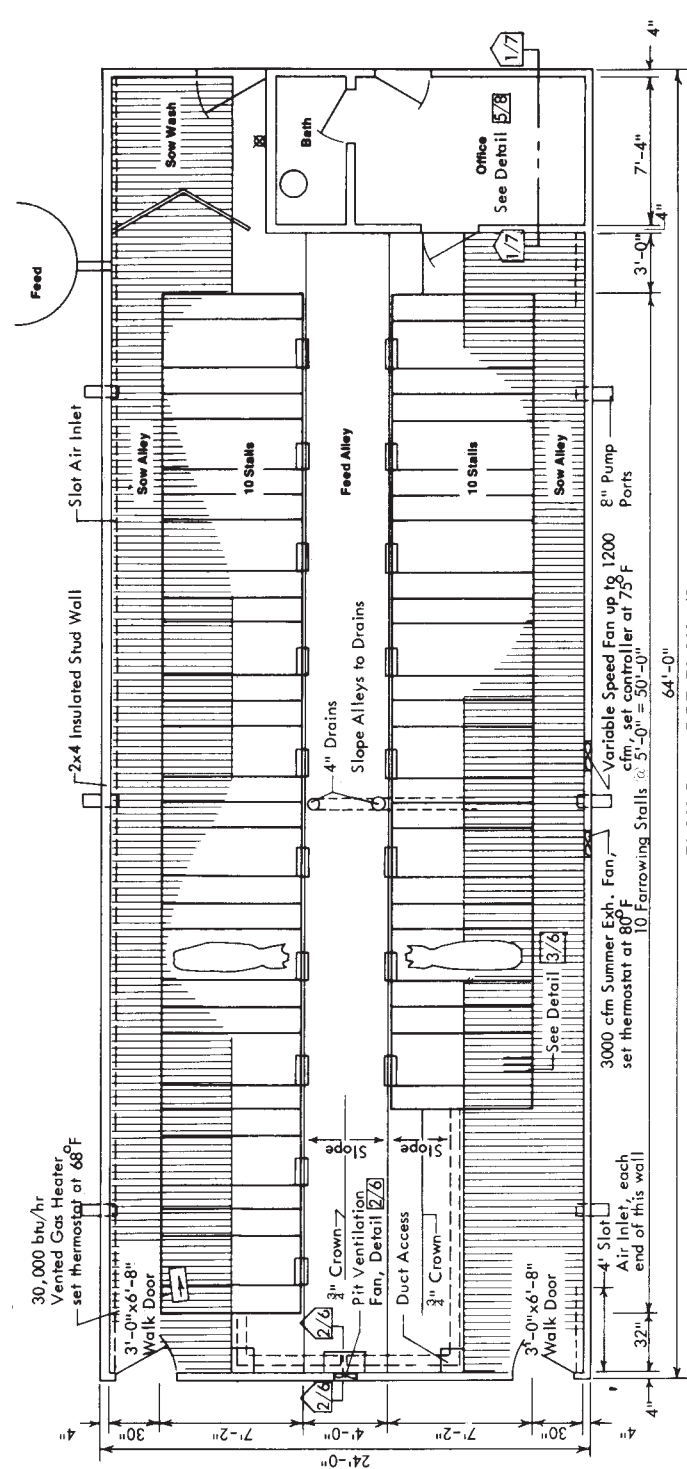 Feed
Sow Wash
Bath
Office
See Detail 5/8
1/7
1/7
4"
7'-4"
4"
3'-0"
Slot Air Inlet
2x4 Insulated Stud Wall
Sow Alley
10 Stalls
Feed Alley
10 Stalls
Sow Alley
8" Pump
Ports
4" Drains
Slope Alleys to Drains
Variable Speed Fan up to 1200
cfm, set controller at 75°F
10 Farrowing Stalls @ 5'-0" = 50'-0"
64'-0"
3000 cfm Summer Exh. Fan,
set thermostat at 80°F
See Detail 3/6
30,000 btu/hr
Vented Gas Heater
set thermostat at 68°F
3'-0"x6'-8"
Walk Door
Slope
Slope
3/4" Crown
Pit Ventilation
Fan, Detail 2/6
Duct Access
3/4" Crown
2/6
2/6
3'-0"x6'-8"
Walk Door
4' Slot
Air Inlet, each
end of this wall
32"
4"
4"
30"
7'-2"
4'-0"
7'-2"
30"
4"
24'-0"